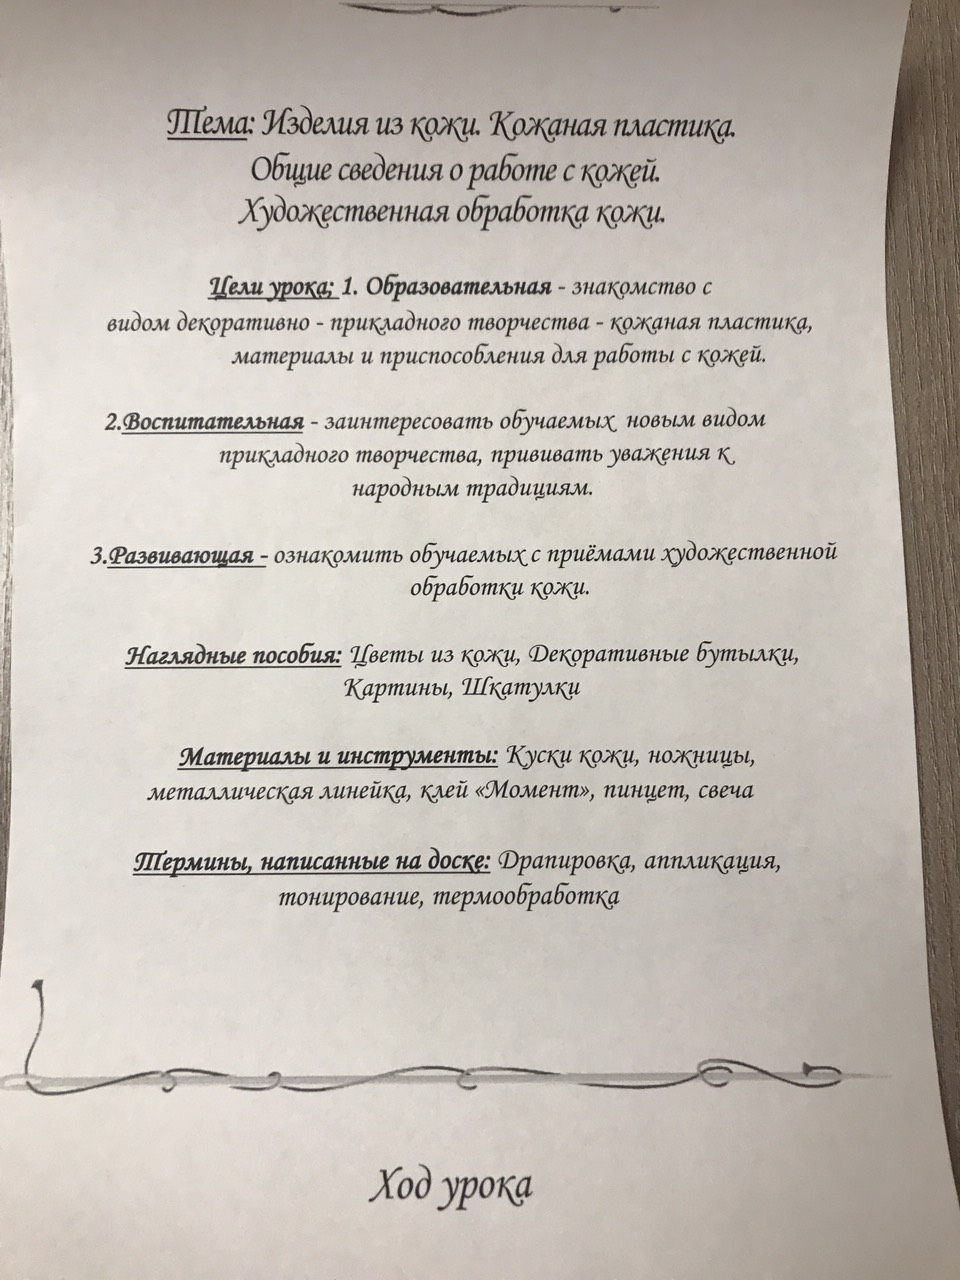 Тема: Изделия из кожи. Кожаная пластика.
Общие сведения о работе с кожей.
Художественная обработка кожи.
Цели урока; 1. Образовательная - знакомство с
видом декоративно - прикладного творчества - кожаная пластика,
материалы и приспособления для работы с кожей.
2.Воспитательная - заинтересовать обучаемых новым видом
прикладного творчества, прививать уважения к
народным традициям.
3.Развивающая - ознакомить обучаемых с приёмами художественной
обработки кожи.
Наглядные пособия: Цветы из кожи, Декоративные бутылки,
Картины, Шкатулки
Материалы и инструменты: Куски кожи, ножницы,
металлическая линейка, клей «Момент», пинцет, свеча
Термины, написанные на доске: Драпировка, аппликация,
тонирование, термообработка
Ход урока